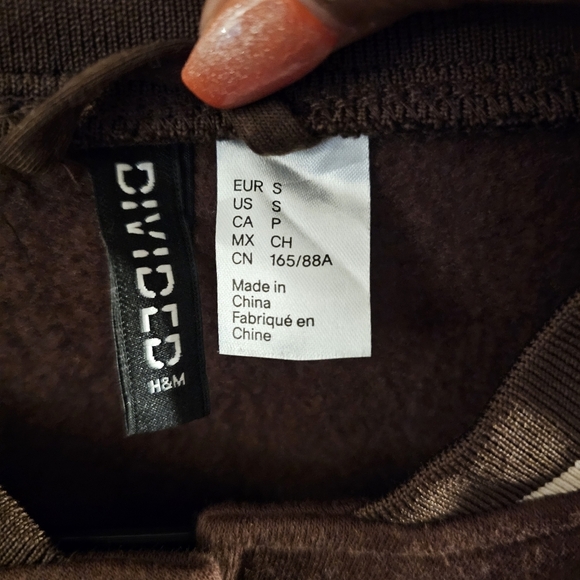 DIVIDED
H&M
EUR S
US S
CA P
MX CH
CN 165/88A
Made in
China
Fabriqué en
Chine